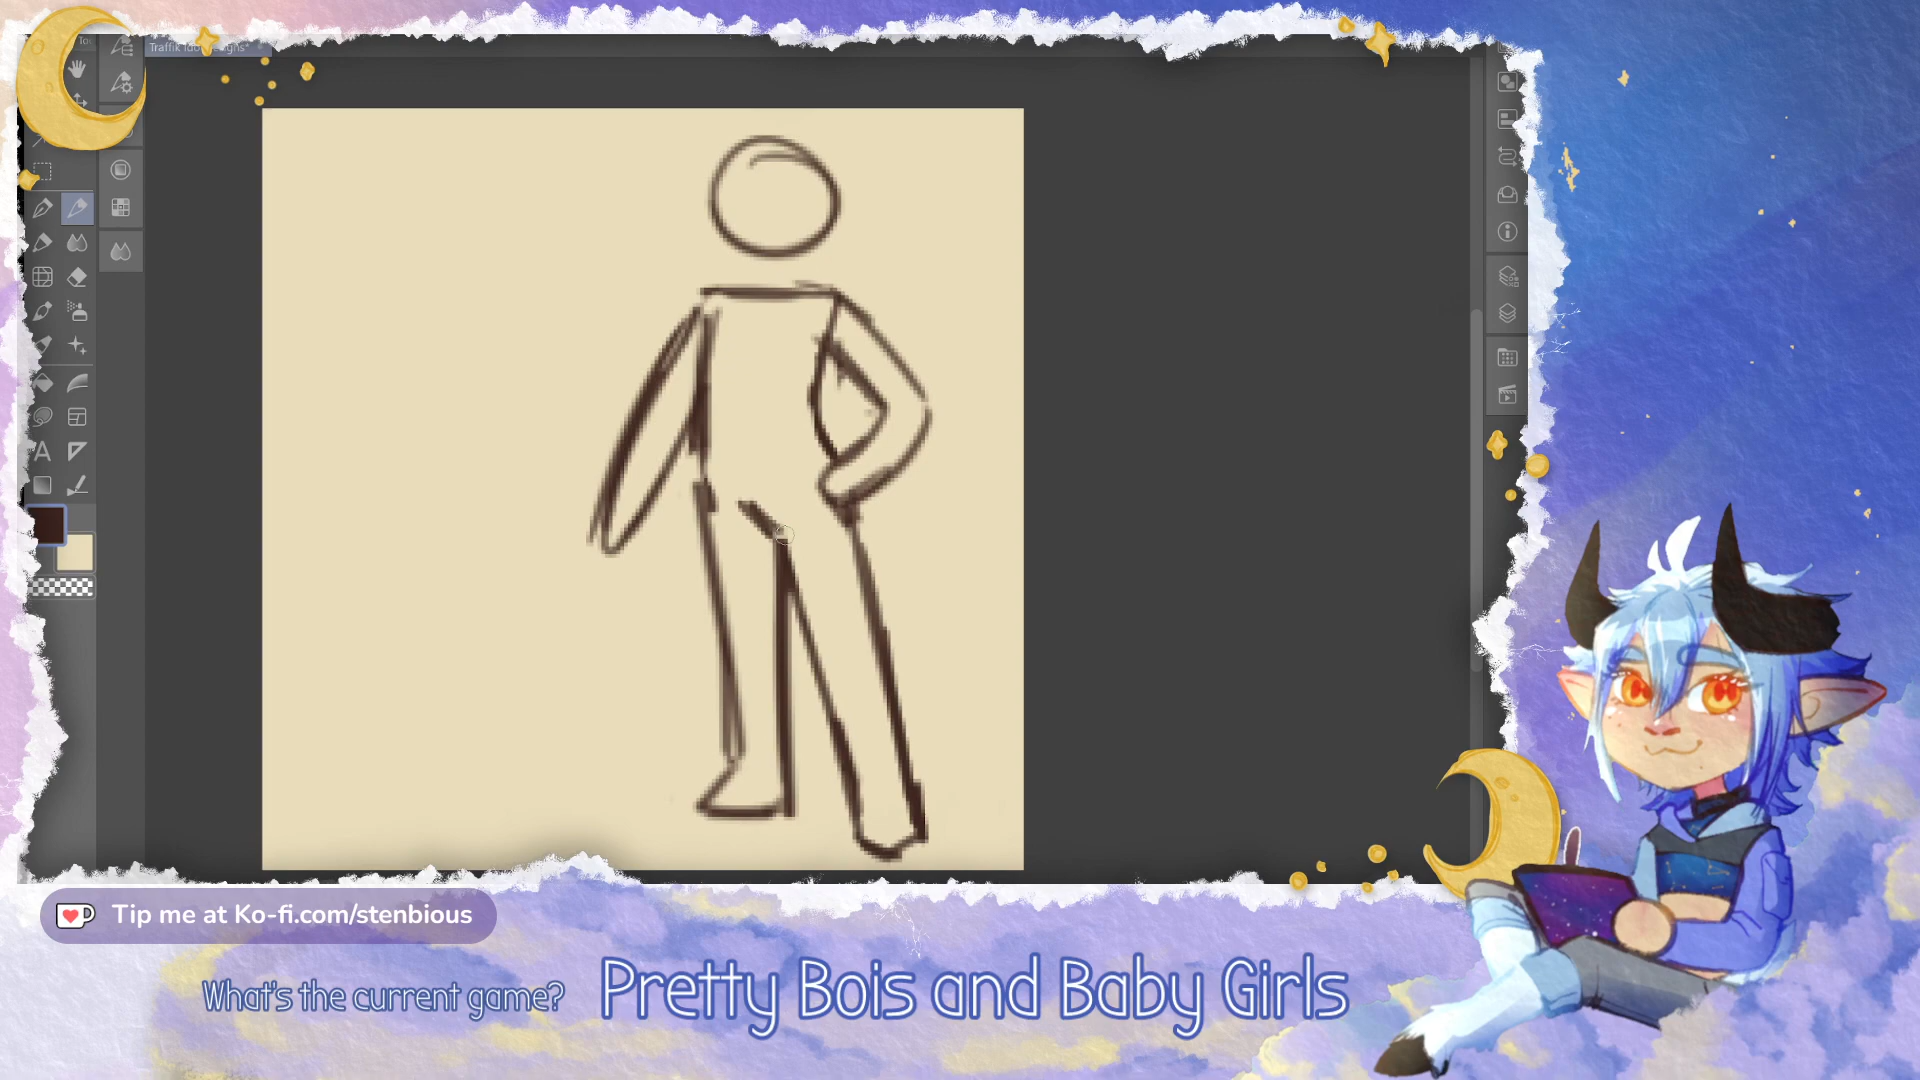 Tip me at Ko-fi.com/stenbious
What's the current game?
Pretty Bois and Baby Girls